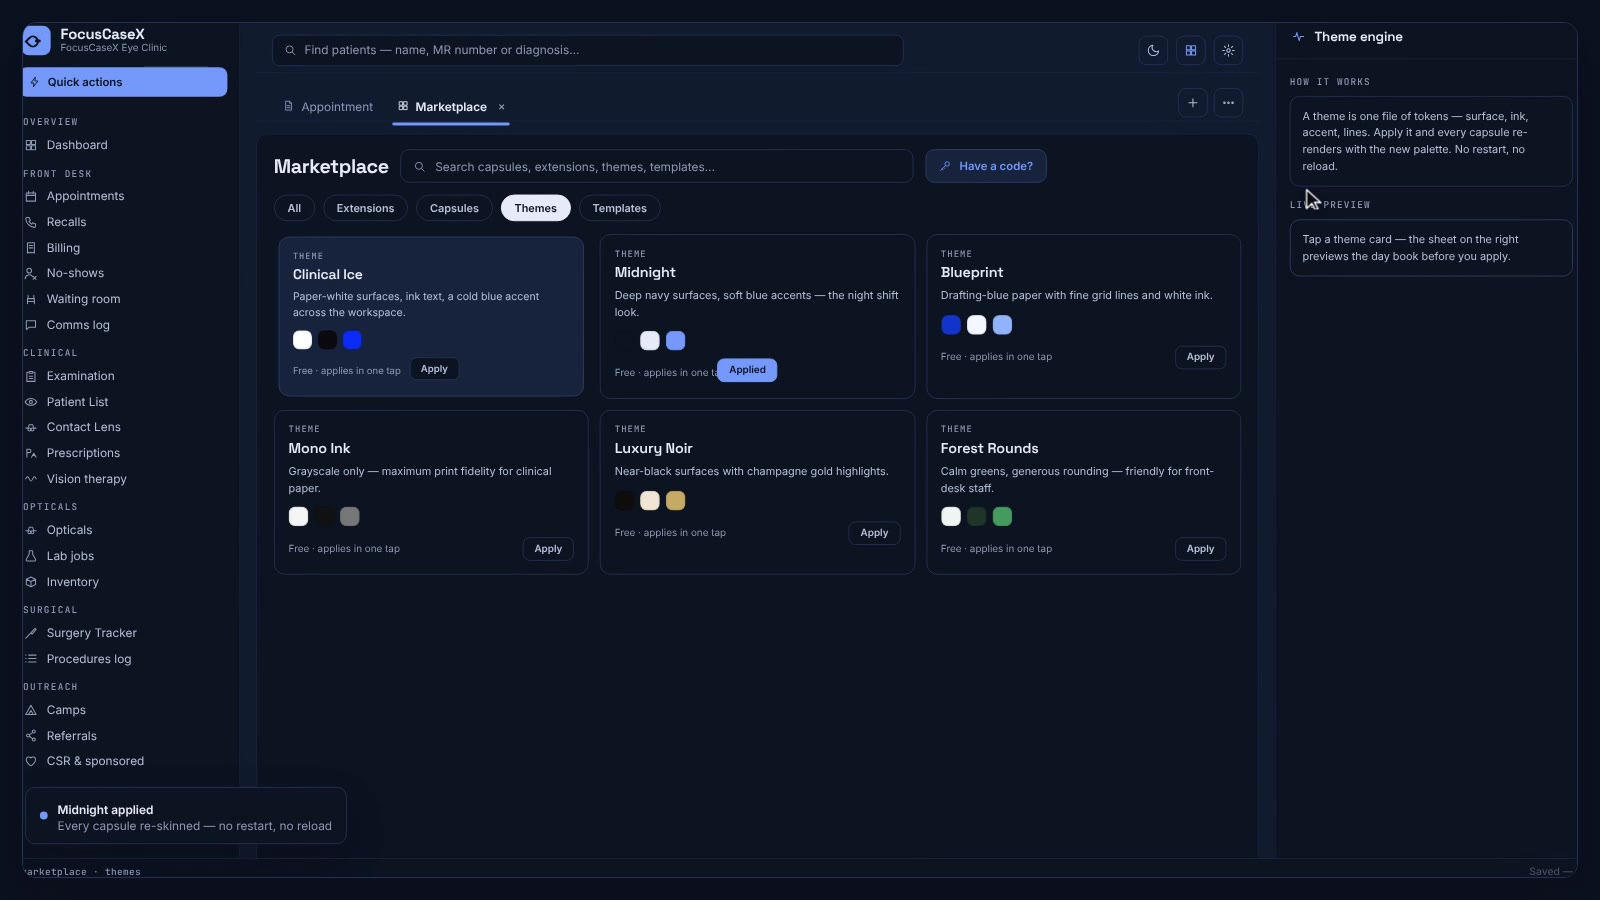 FocusCaseX
FocusCaseX Eye Clinic
Quick actions
OVERVIEW
Dashboard
FRONT DESK
Appointments
Recalls
Billing
No-shows
Waiting room
Comms log
CLINICAL
Examination
Patient List
Contact Lens
Prescriptions
Vision therapy
OPTICALS
Opticals
Lab jobs
Inventory
SURGICAL
Surgery Tracker
Procedures log
OUTREACH
Camps
Referrals
CSR & sponsored
Find patients — name, MR number or diagnosis...
Appointment
Marketplace ×
Marketplace
Search capsules, extensions, themes, templates...
Have a code?
All
Extensions
Capsules
Themes
Templates
THEME
Clinical Ice
Paper-white surfaces, ink text, a cold blue accent
across the workspace.
Free · applies in one tap
Apply
THEME
Midnight
Deep navy surfaces, soft blue accents — the night shift
look.
Free · applies in one ta
Applied
THEME
Blueprint
Drafting-blue paper with fine grid lines and white ink.
Free · applies in one tap
Apply
THEME
Mono Ink
Grayscale only — maximum print fidelity for clinical
paper.
Free · applies in one tap
Apply
THEME
Luxury Noir
Near-black surfaces with champagne gold highlights.
Free · applies in one tap
Apply
THEME
Forest Rounds
Calm greens, generous rounding — friendly for front-
desk staff.
Free · applies in one tap
Apply
Theme engine
HOW IT WORKS
A theme is one file of tokens — surface, ink,
accent, lines. Apply it and every capsule re-
renders with the new palette. No restart, no
reload.
PREVIEW
Tap a theme card — the sheet on the right
previews the day book before you apply.
Midnight applied
Every capsule re-skinned — no restart, no reload
arketplace · themes
Saved —